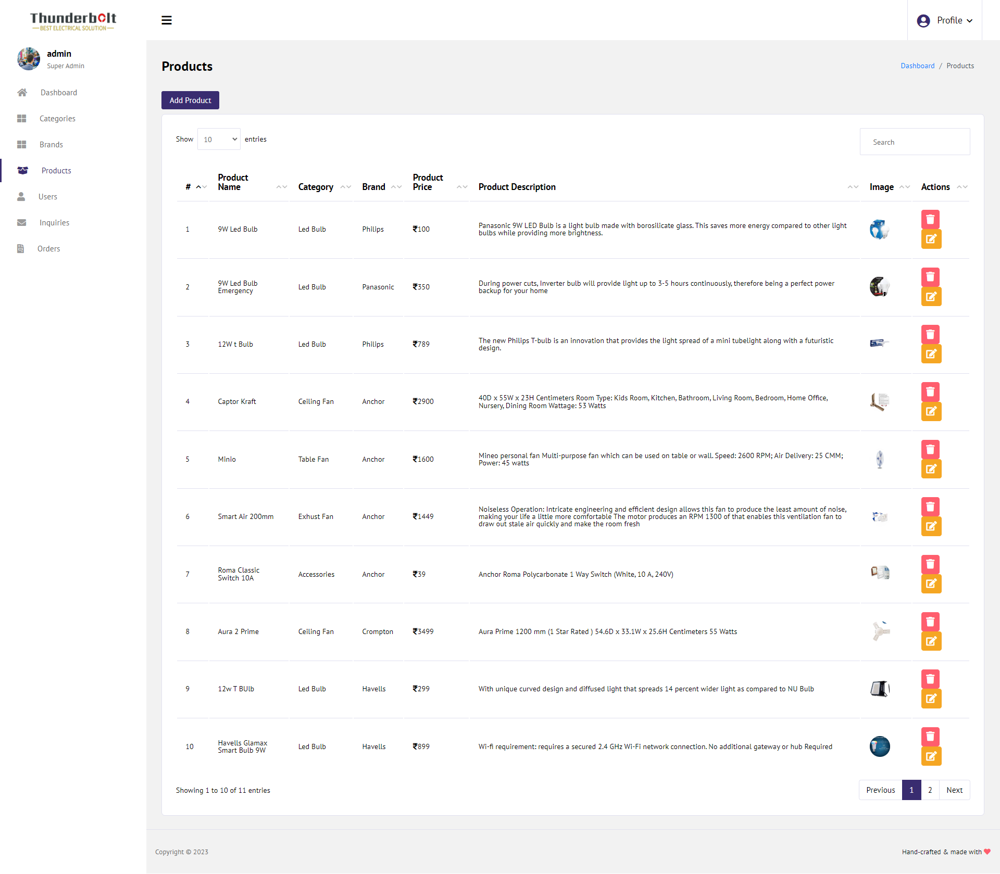 Thunderbolt
BEST ELECTRICAL SOLUTION
Profile
admin
Super Admin
Dashboard
Categories
Brands
Products
Users
Inquiries
Orders
Products
Dashboard / Products
Add Product
Show 10 entries
Search
# Product Name Category Brand Product Price Product Description Image Actions
1 9W Led Bulb Led Bulb Philips ₹100 Panasonic 9W LED Bulb is a light bulb made with borosilicate glass. This saves more energy compared to other light
bulbs while providing more brightness.
2 9W Led Bulb Emergency Led Bulb Panasonic ₹350 During power cuts, Inverter bulb will provide light up to 3-5 hours continuously, therefore being a perfect power
backup for your home
3 12W t Bulb Led Bulb Philips ₹789 The new Philips T-bulb is an innovation that provides the light spread of a mini tubelight along with a futuristic
design.
4 Captor Kraft Ceiling Fan Anchor ₹2900 40D x 55W x 23H Centimeters Room Type: Kids Room, Kitchen, Bathroom, Living Room, Bedroom, Home Office,
Nursery, Dining Room Wattage: 53 Watts
5 Minio Table Fan Anchor ₹1600 Mineo personal fan Multi-purpose fan which can be used on table or wall. Speed: 2600 RPM; Air Delivery: 25 CMM;
Power: 45 watts
6 Smart Air 200mm Exhust Fan Anchor ₹1449 Noiseless Operation: Intricate engineering and efficient design allows this fan to produce the least amount of noise,
making your life a little more comfortable The motor produces an RPM 1300 of that enables this ventilation fan to
draw out stale air quickly and make the room fresh
7 Roma Classic Switch 10A Accessories Anchor ₹39 Anchor Roma Polycarbonate 1 Way Switch (White, 10 A, 240V)
8 Aura 2 Prime Ceiling Fan Crompton ₹3499 Aura Prime 1200 mm (1 Star Rated ) 54.6D x 33.1W x 25.6H Centimeters 55 Watts
9 12w T BUlb Led Bulb Havells ₹299 With unique curved design and diffused light that spreads 14 percent wider light as compared to NU Bulb
10 Havells Glamax Smart Bulb 9W Led Bulb Havells ₹899 Wi-fi requirement: requires a secured 2.4 GHz Wi-Fi network connection. No additional gateway or hub Required
Showing 1 to 10 of 11 entries
Previous 1 2 Next
Copyright © 2023
Hand-crafted & made with